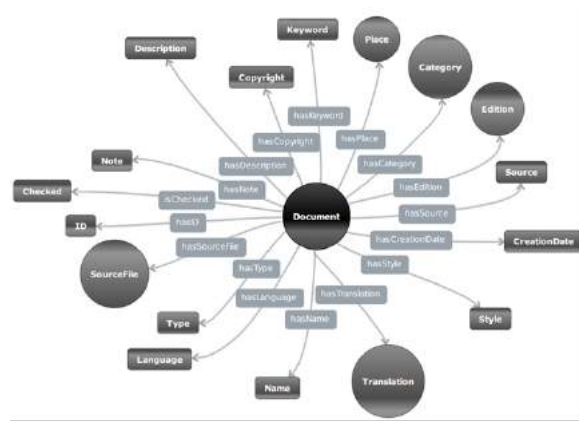 Keyword
Place
Description
Category
Copyright
Edition
hasKeyword
hasPlace
hasCopyright
Note
hasDescription
hasCategory
Source
Checked
hasNote
hasEdition
isChecked
Document
hasSource
ID
hasID
hasCreationDate
CreationDate
hasSourceFile
SourceFile
hasType
hasStyle
hasLanguage
hasTranslation
hasName
Style
Type
Language
Name
Translation